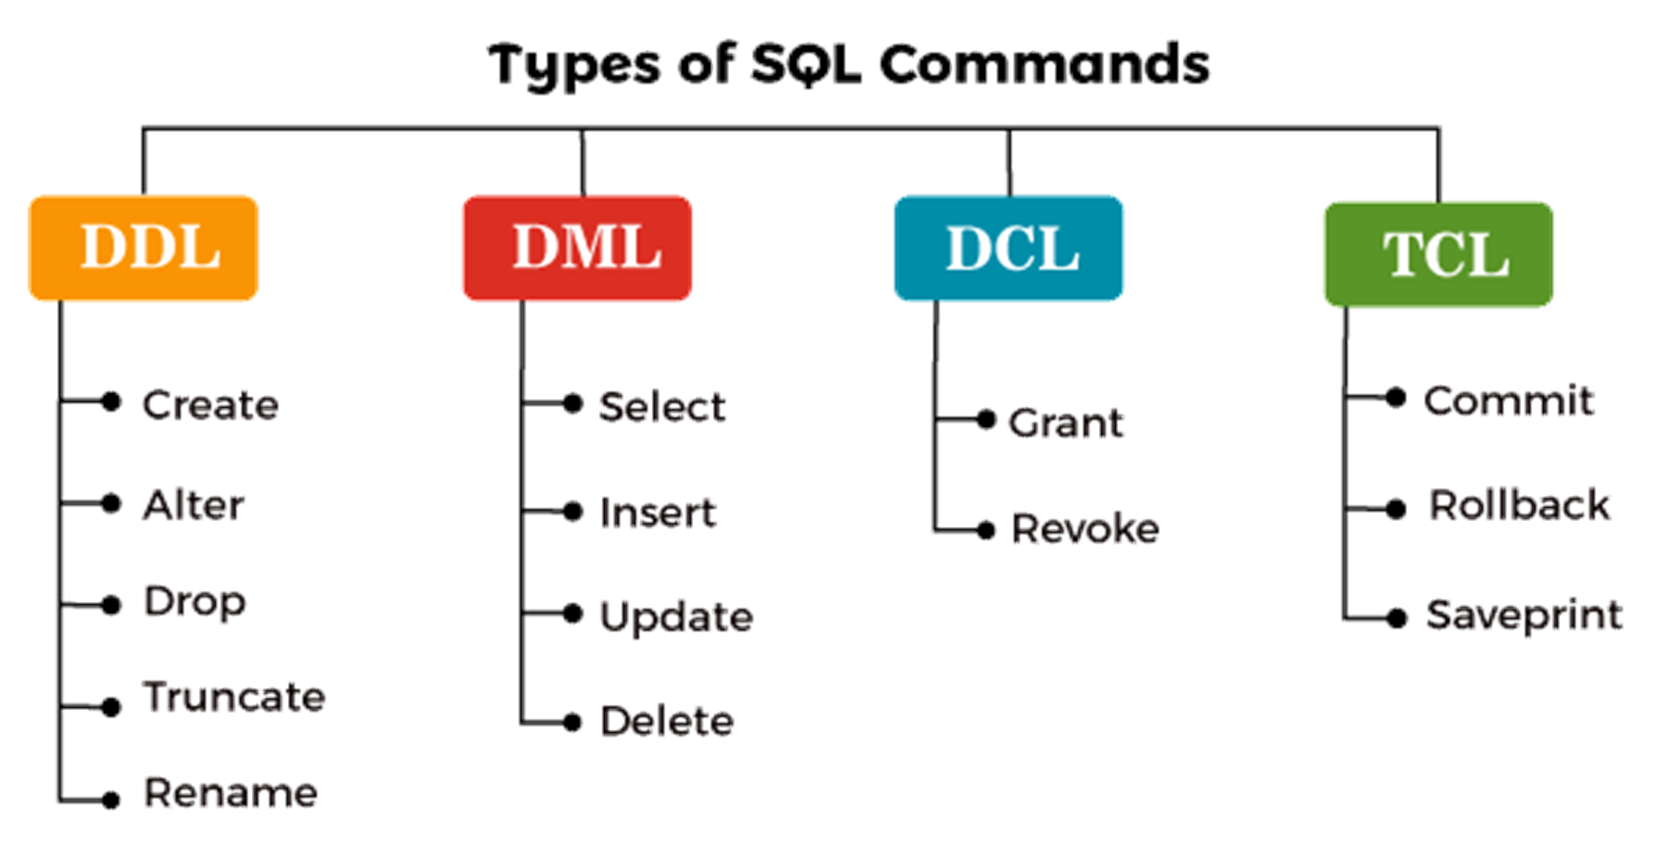 Types of SQL Commands
DDL
Create
Alter
Drop
Truncate
Rename
DML
Select
Insert
Update
Delete
DCL
Grant
Revoke
TCL
Commit
Rollback
Saveprint